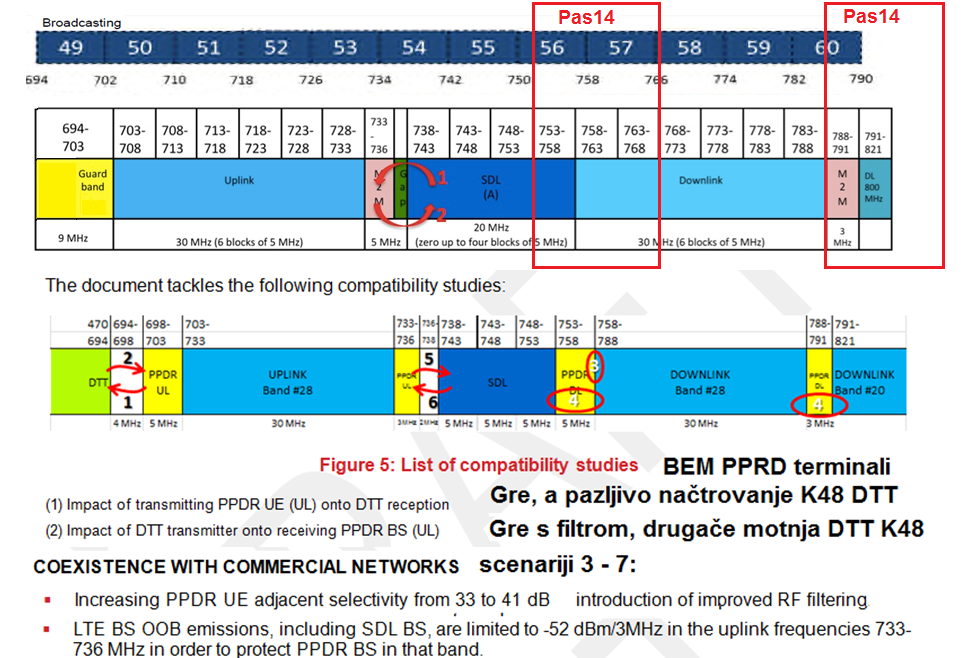 Pas14
Pas14
Broadcasting
49 50 51 52 53 54 55 56 57 58 59 60
694 702 710 718 726 734 742 750 758 766 774 782 790
694-703 703-708 708-713 713-718 718-723 723-728 728-733 733-736 738-743 743-748 748-753 753-758 758-763 763-768 768-773 773-778 778-783 783-788 788-791 791-821
Guard band Uplink M2M Gap 1 2 SDL (A) Downlink M2M DL 800 MHz
9 MHz 30 MHz (6 blocks of 5 MHz) 5 MHz 20 MHz (zero up to four blocks of 5 MHz) 30 MHz (6 blocks of 5 MHz) 3 MHz
The document tackles the following compatibility studies:
470 694- 698- 703- 733- 736- 738- 743- 748- 753- 758- 788- 791-
694 698 703 733 736 738 743 748 753 758 788 791 821
DTT 2 1 PPDR UL UPLINK Band #28 PPDR UL 5 6 SDL PPDR DL 4 3 DOWNLINK Band #28 PPDR DL 4 DOWNLINK Band #20
4 MHz 5 MHz 30 MHz 3 MHz 2 MHz 5 MHz 5 MHz 5 MHz 5 MHz 30 MHz 3 MHz
Figure 5: List of compatibility studies BEM PPRD terminali
(1) Impact of transmitting PPDR UE (UL) onto DTT reception Gre, a pazljivo načtrovanje K48 DTT
(2) Impact of DTT transmitter onto receiving PPDR BS (UL) Gre s filtrom, drugače motnja DTT K48
COEXISTENCE WITH COMMERCIAL NETWORKS scenariji 3 - 7:
▪ Increasing PPDR UE adjacent selectivity from 33 to 41 dB introduction of improved RF filtering
▪ LTE BS OOB emissions, including SDL BS, are limited to -52 dBm/3MHz in the uplink frequencies 733-
736 MHz in order to protect PPDR BS in that band.